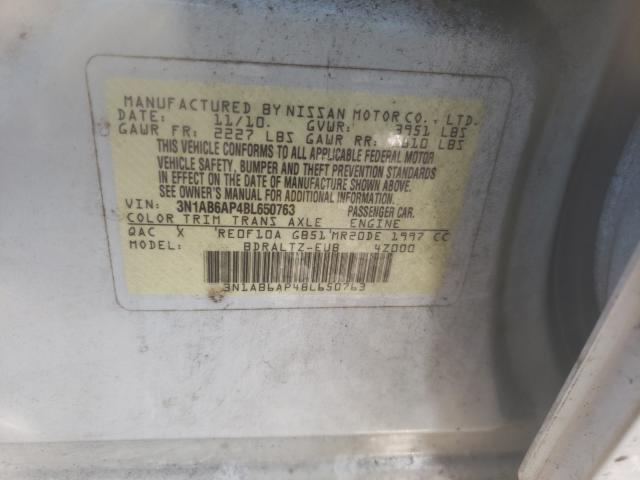 MANUFACTURED BY NISSAN MOTOR CO., LTD.
DATE: 11/10. GVWR: 3951 LBS
GAWR FR: 2227 LBS GAWR RR: 1810 LBS
THIS VEHICLE CONFORMS TO ALL APPLICABLE FEDERAL MOTOR
VEHICLE SAFETY, BUMPER AND THEFT PREVENTION STANDARDS
IN EFFECT ON THE DATE OF MANUFACTURE SHOWN ABOVE.
SEE OWNER'S MANUAL FOR ADDITIONAL INFORMATION.
VIN: 3N1AB6AP4BL650763 PASSENGER CAR.
COLOR TRIM TRANS AXLE ENGINE
QAC X RE0F10A GB51 MR20DE 1997 CC
MODEL: BDRALTZ-EUB 4Z000
3N1AB6AP4BL650763